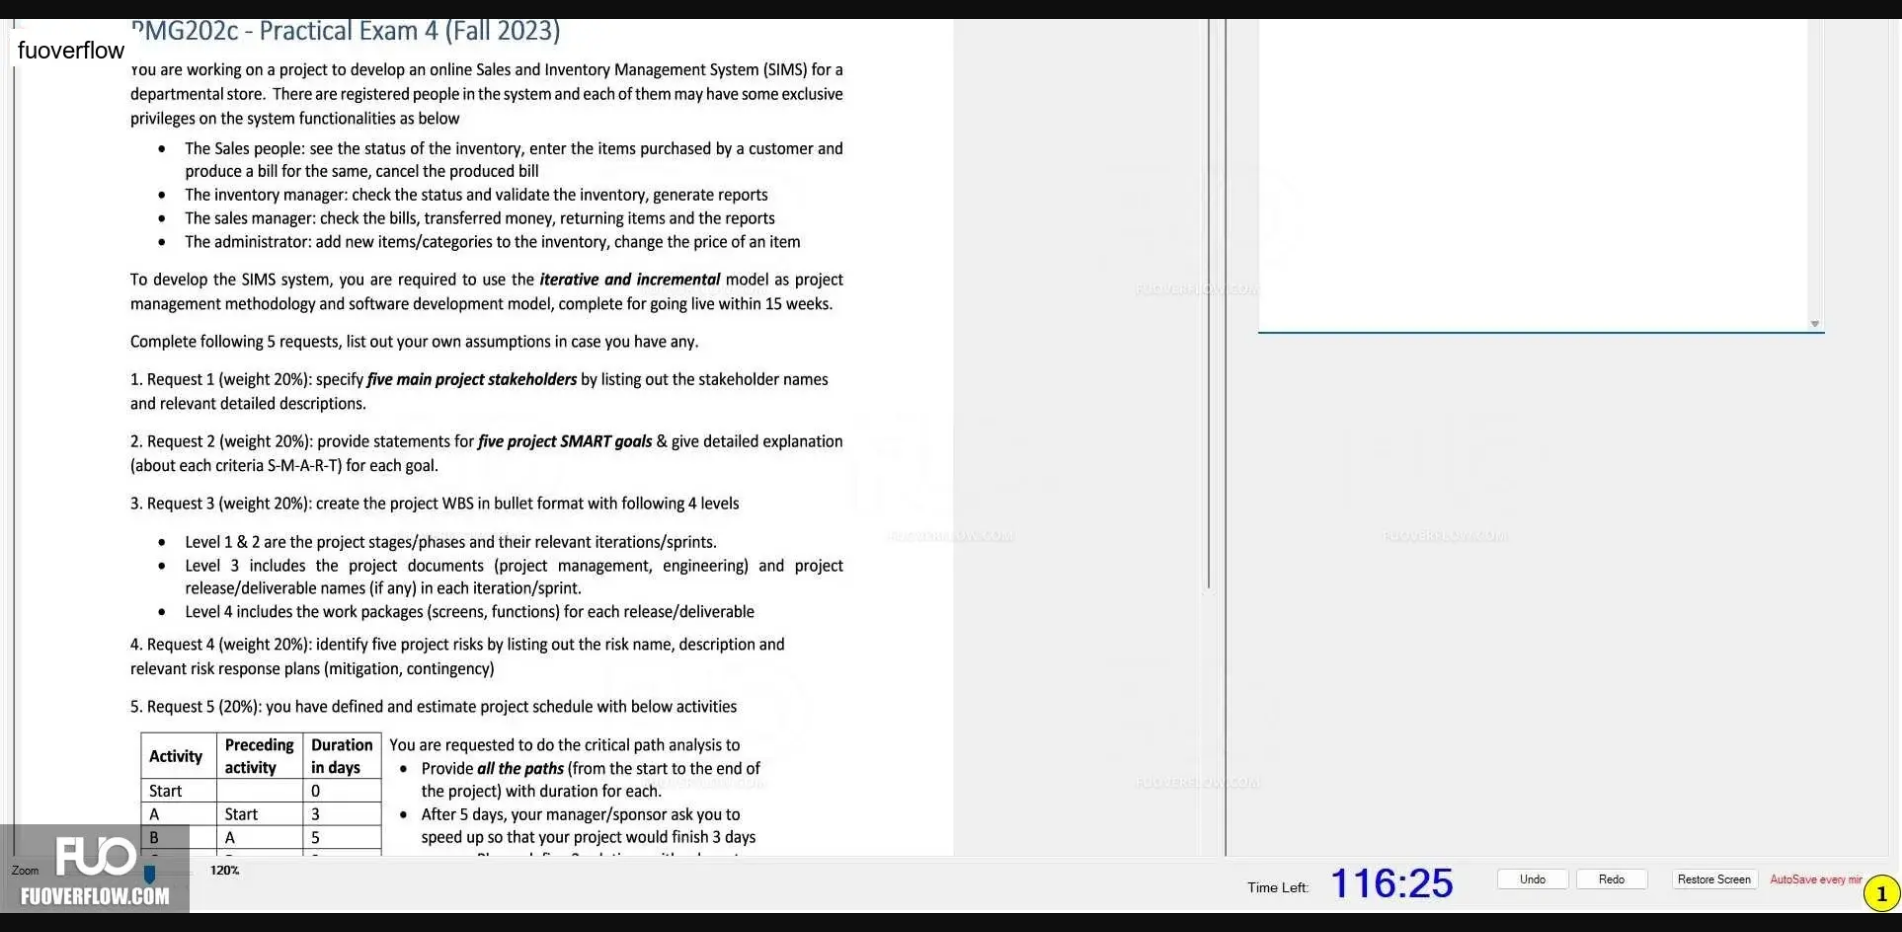 PMG202c - Practical Exam 4 (Fall 2023)
fuoverflow
You are working on a project to develop an online Sales and Inventory Management System (SIMS) for a
departmental store. There are registered people in the system and each of them may have some exclusive
privileges on the system functionalities as below
• The Sales people: see the status of the inventory, enter the items purchased by a customer and
produce a bill for the same, cancel the produced bill
• The inventory manager: check the status and validate the inventory, generate reports
• The sales manager: check the bills, transferred money, returning items and the reports
• The administrator: add new items/categories to the inventory, change the price of an item
To develop the SIMS system, you are required to use the iterative and incremental model as project
management methodology and software development model, complete for going live within 15 weeks.
Complete following 5 requests, list out your own assumptions in case you have any.
1. Request 1 (weight 20%): specify five main project stakeholders by listing out the stakeholder names
and relevant detailed descriptions.
2. Request 2 (weight 20%): provide statements for five project SMART goals & give detailed explanation
(about each criteria S-M-A-R-T) for each goal.
3. Request 3 (weight 20%): create the project WBS in bullet format with following 4 levels
• Level 1 & 2 are the project stages/phases and their relevant iterations/sprints.
• Level 3 includes the project documents (project management, engineering) and project
release/deliverable names (if any) in each iteration/sprint.
• Level 4 includes the work packages (screens, functions) for each release/deliverable
4. Request 4 (weight 20%): identify five project risks by listing out the risk name, description and
relevant risk response plans (mitigation, contingency)
5. Request 5 (20%): you have defined and estimate project schedule with below activities
Activity Preceding activity Duration in days
Start 0
A Start 3
B A 5
You are requested to do the critical path analysis to
• Provide all the paths (from the start to the end of
the project) with duration for each.
• After 5 days, your manager/sponsor ask you to
speed up so that your project would finish 3 days
FUOVERFLOW.COM
FUOVERFLOW.COM
FUOVERFLOW.COM
FUOVERFLOW.COM
Zoom
120%
FUO
FUOVERFLOW.COM
Time Left:
116:25
Undo
Redo
Restore Screen
AutoSave every min
1